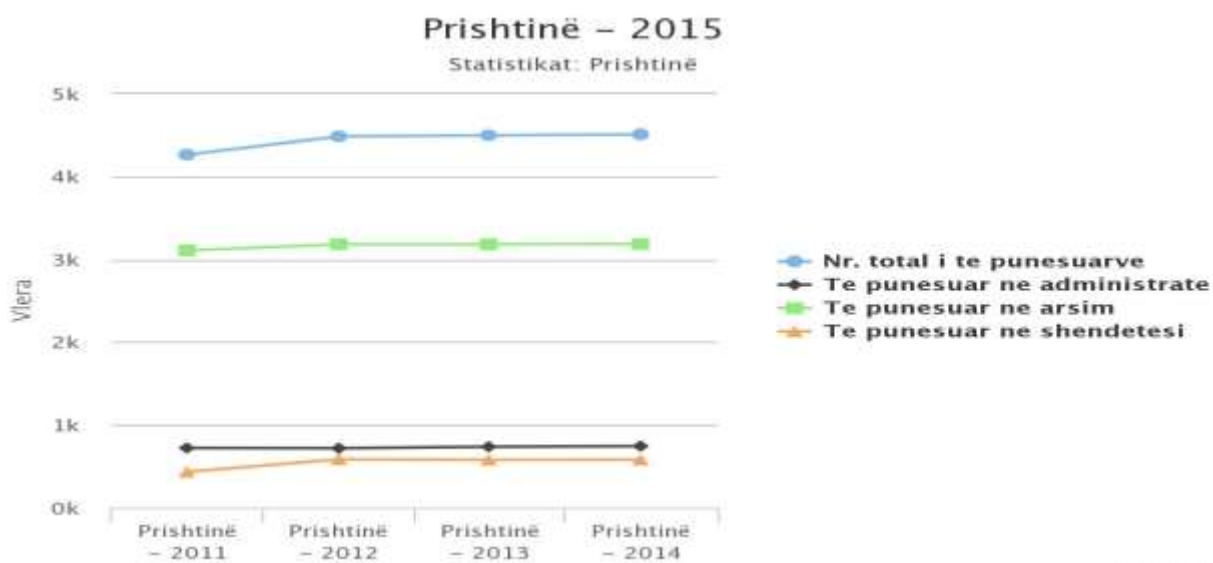 Prishtinë – 2015
Statistikat: Prishtinë
5k
4k
3k
2k
1k
0k
Vlera
Prishtinë
– 2011
Prishtinë
– 2012
Prishtinë
– 2013
Prishtinë
– 2014
Nr. total i te punesuarve
Te punesuar ne administrate
Te punesuar ne arsim
Te punesuar ne shendetesi